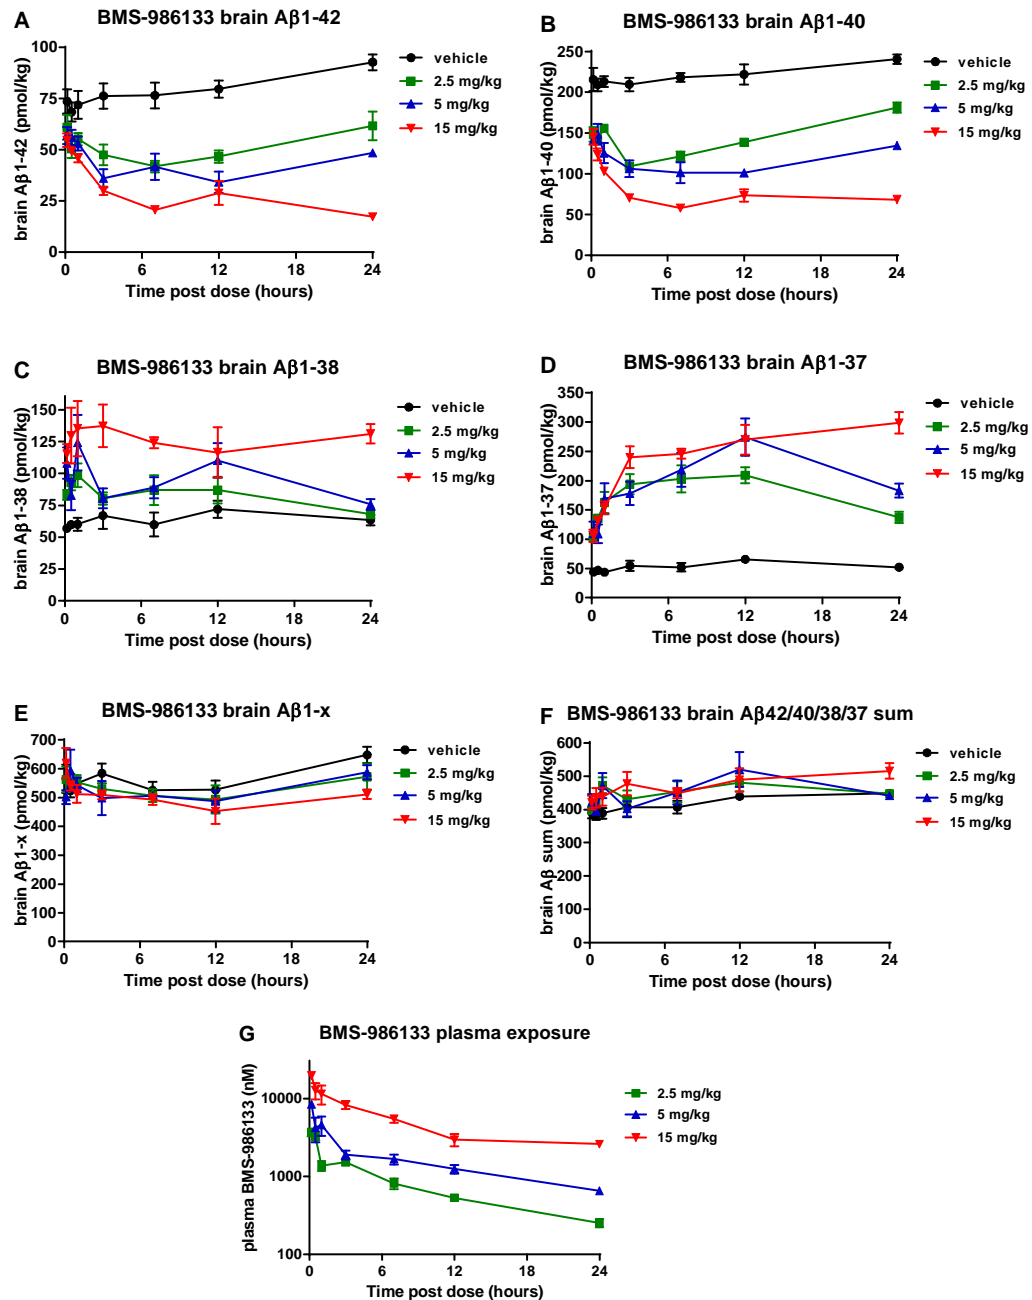 A BMS-986133 brain Aβ1-42
brain Aβ1-42 (pmol/kg)
100
75
50
25
0
0 6 12 24
Time post dose (hours)
vehicle
2.5 mg/kg
5 mg/kg
15 mg/kg
B BMS-986133 brain Aβ1-40
brain Aβ1-40 (pmol/kg)
250
200
150
100
50
0
0 6 12 24
Time post dose (hours)
vehicle
2.5 mg/kg
5 mg/kg
15 mg/kg
C BMS-986133 brain Aβ1-38
brain Aβ1-38 (pmol/kg)
150
125
100
75
50
25
0
0 6 12 18 24
Time post dose (hours)
vehicle
2.5 mg/kg
5 mg/kg
15 mg/kg
D BMS-986133 brain Aβ1-37
brain Aβ1-37 (pmol/kg)
350
300
250
200
150
100
50
0
0 6 12 18 24
Time post dose (hours)
vehicle
2.5 mg/kg
5 mg/kg
15 mg/kg
E BMS-986133 brain Aβ1-x
brain Aβ1-x (pmol/kg)
700
600
500
400
300
200
100
0
0 6 12 18 24
Time post dose (hours)
vehicle
2.5 mg/kg
5 mg/kg
15 mg/kg
F BMS-986133 brain Aβ42/40/38/37 sum
brain Aβ sum (pmol/kg)
600
500
400
300
200
100
0
0 6 12 18 24
Time post dose (hours)
vehicle
2.5 mg/kg
5 mg/kg
15 mg/kg
G BMS-986133 plasma exposure
plasma BMS-986133 (nM)
10000
1000
100
0 6 12 18 24
Time post dose (hours)
2.5 mg/kg
5 mg/kg
15 mg/kg